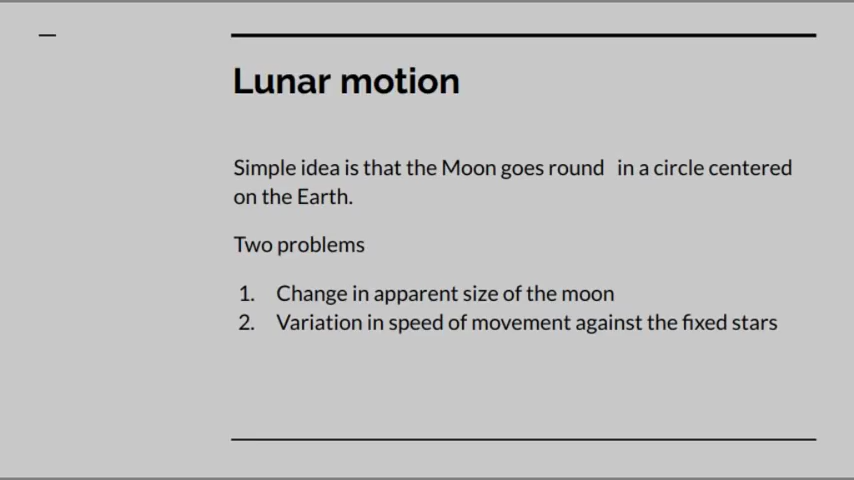 Lunar motion
Simple idea is that the Moon goes round in a circle centered
on the Earth.
Two problems
1. Change in apparent size of the moon
2. Variation in speed of movement against the fixed stars